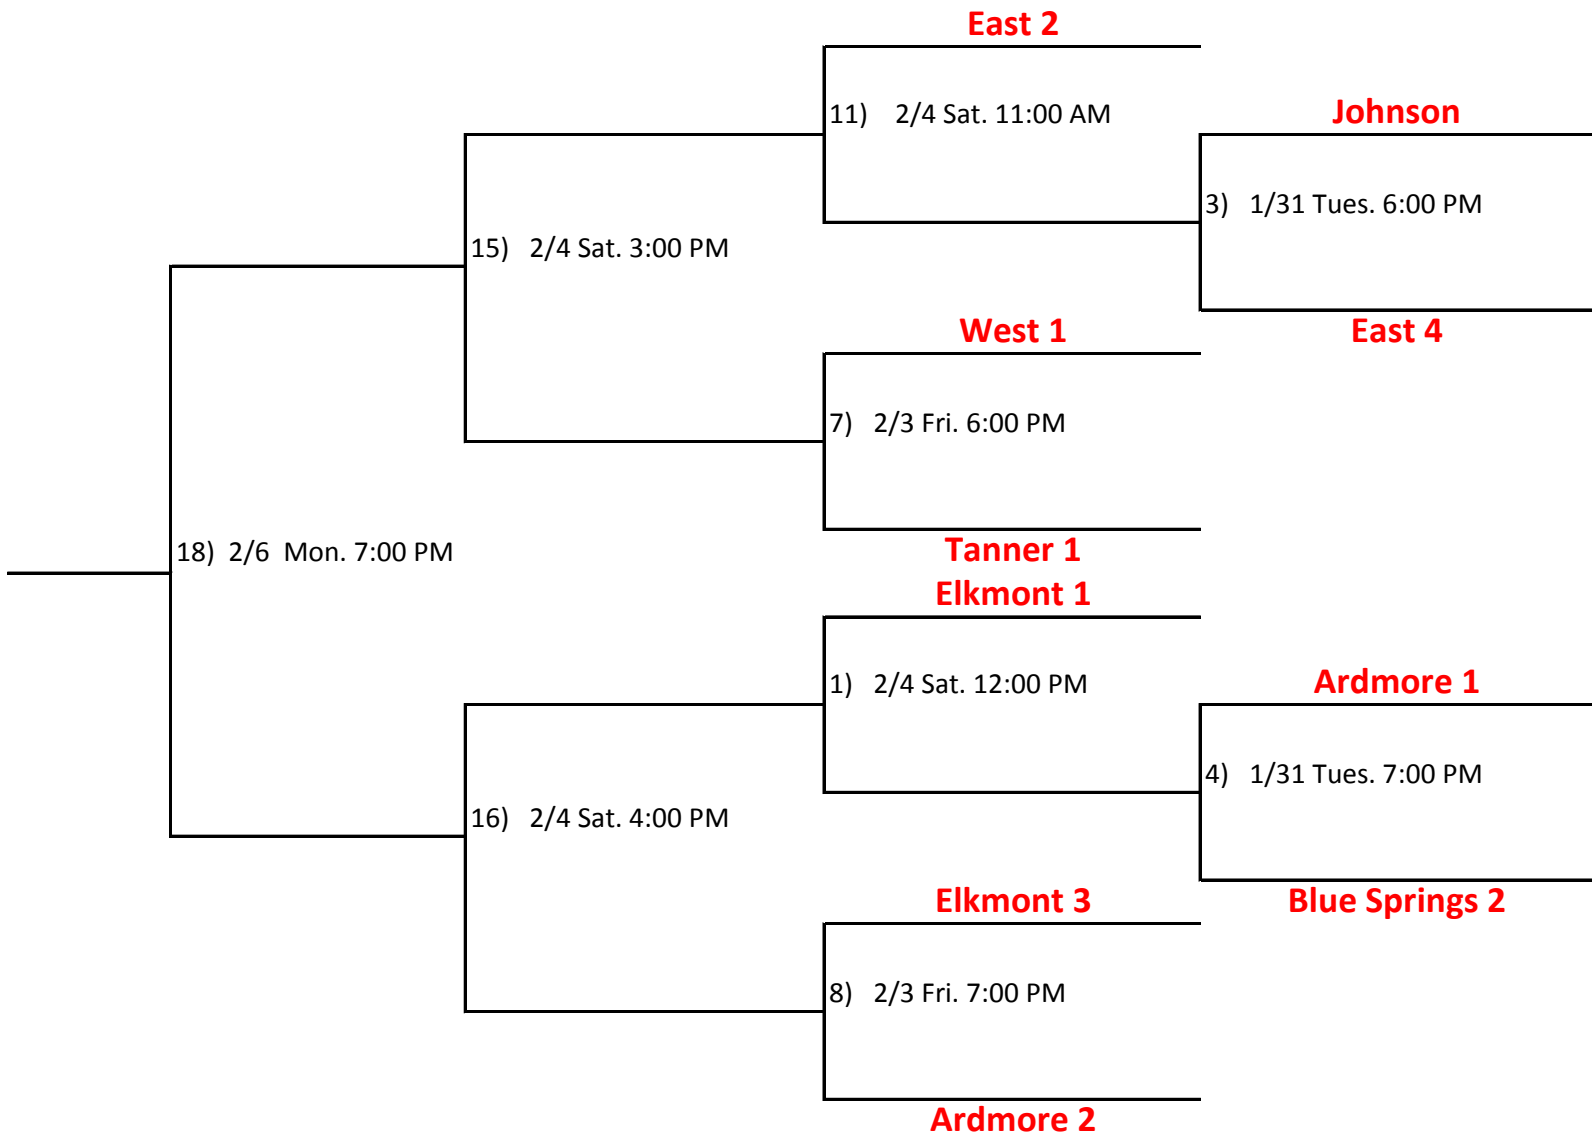 East 2
11) 2/4 Sat. 11:00 AM
Johnson
3) 1/31 Tues. 6:00 PM
15) 2/4 Sat. 3:00 PM
West 1
East 4
7) 2/3 Fri. 6:00 PM
18) 2/6 Mon. 7:00 PM
Tanner 1
Elkmont 1
1) 2/4 Sat. 12:00 PM
Ardmore 1
4) 1/31 Tues. 7:00 PM
16) 2/4 Sat. 4:00 PM
Elkmont 3
Blue Springs 2
8) 2/3 Fri. 7:00 PM
Ardmore 2